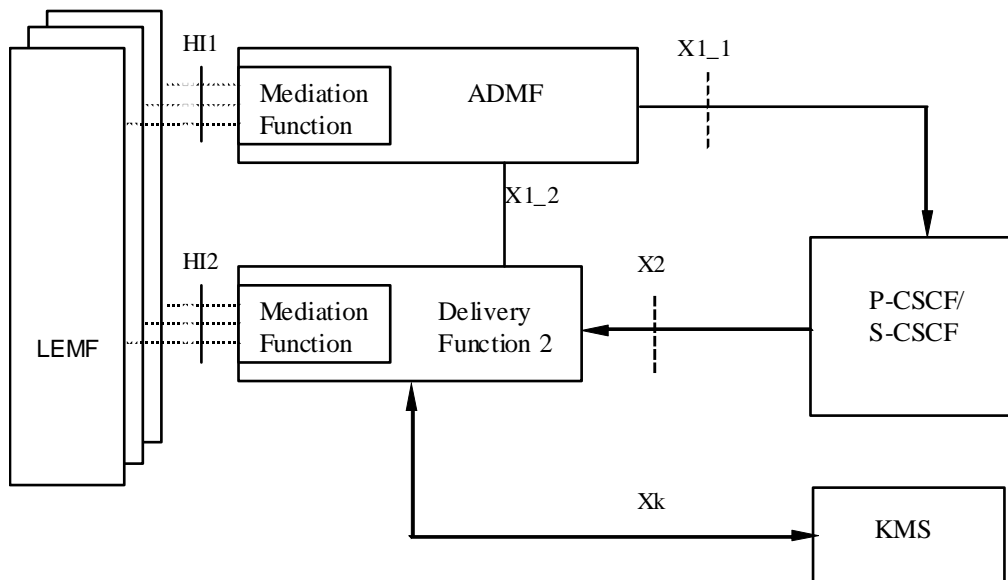 HI1
X1_1
Mediation
Function
ADMF
X1_2
HI2
X2
Mediation
Function
Delivery
Function 2
P-CSCF/
S-CSCF
LEMF
Xk
KMS